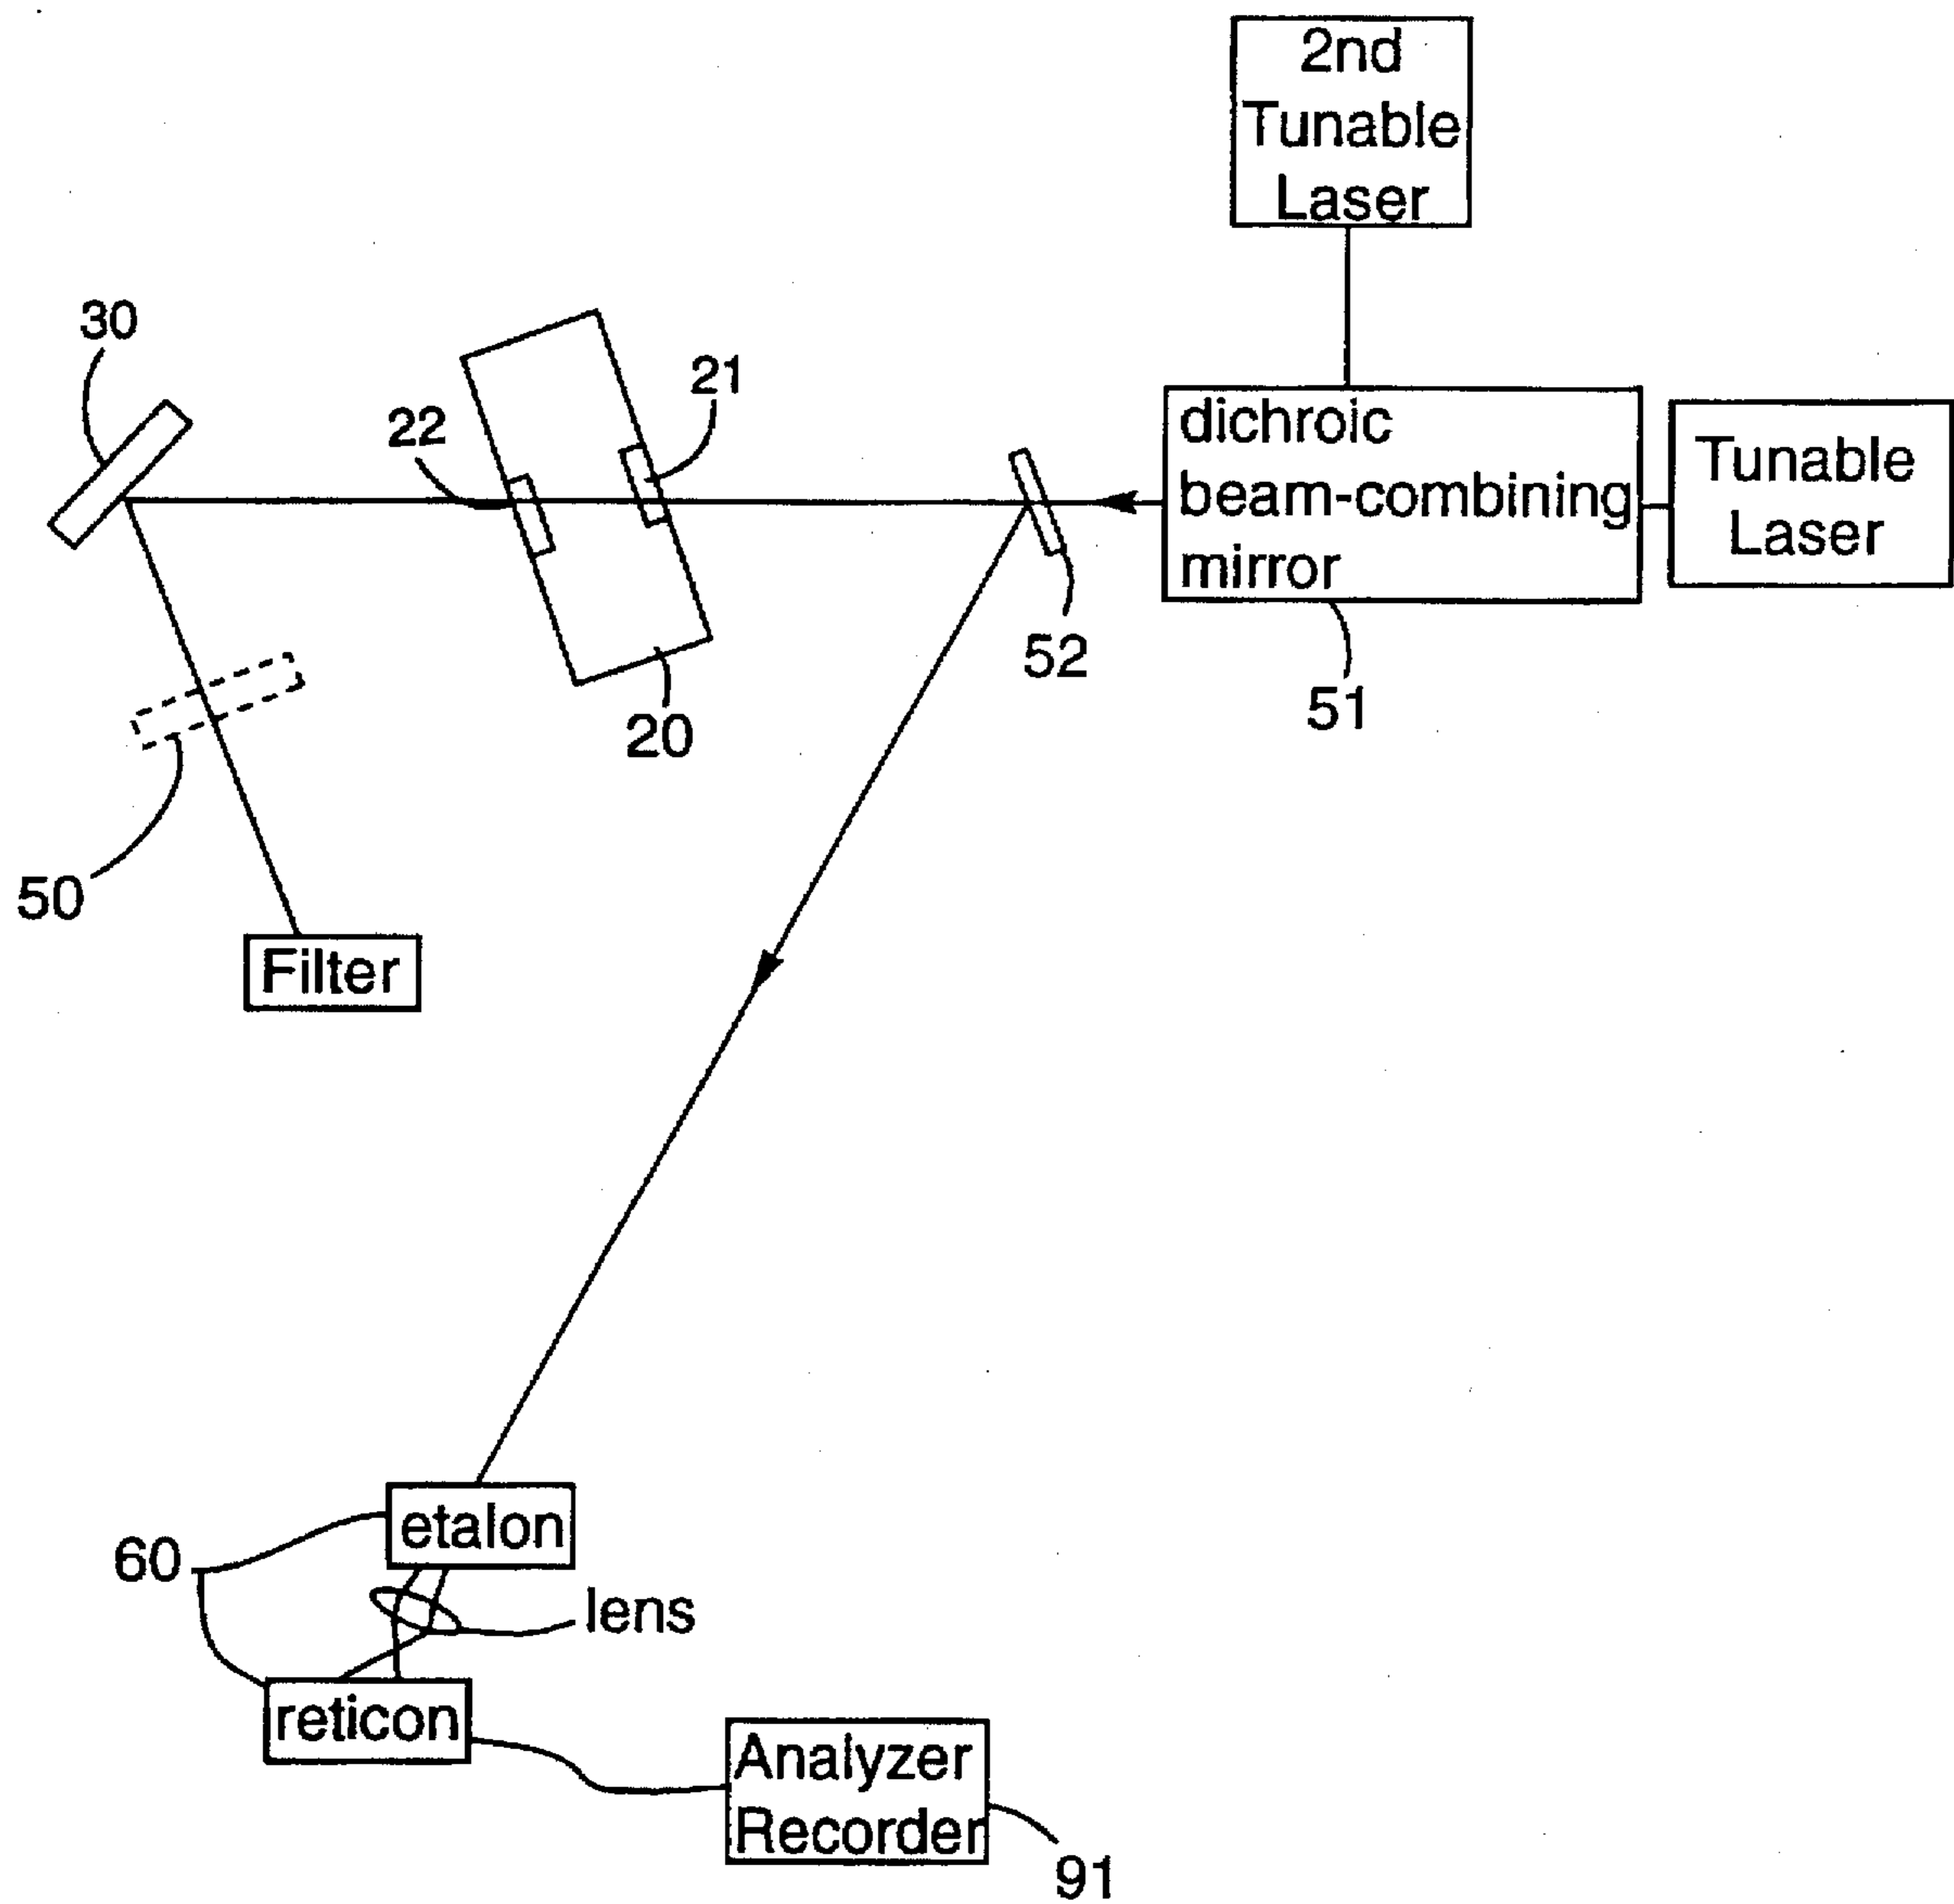 2nd
Tunable
Laser
30
21
22
dichroic
beam-combining
mirror
Tunable
Laser
52
51
20
50
Filter
etalon
60
lens
reticon
Analyzer
Recorder
91